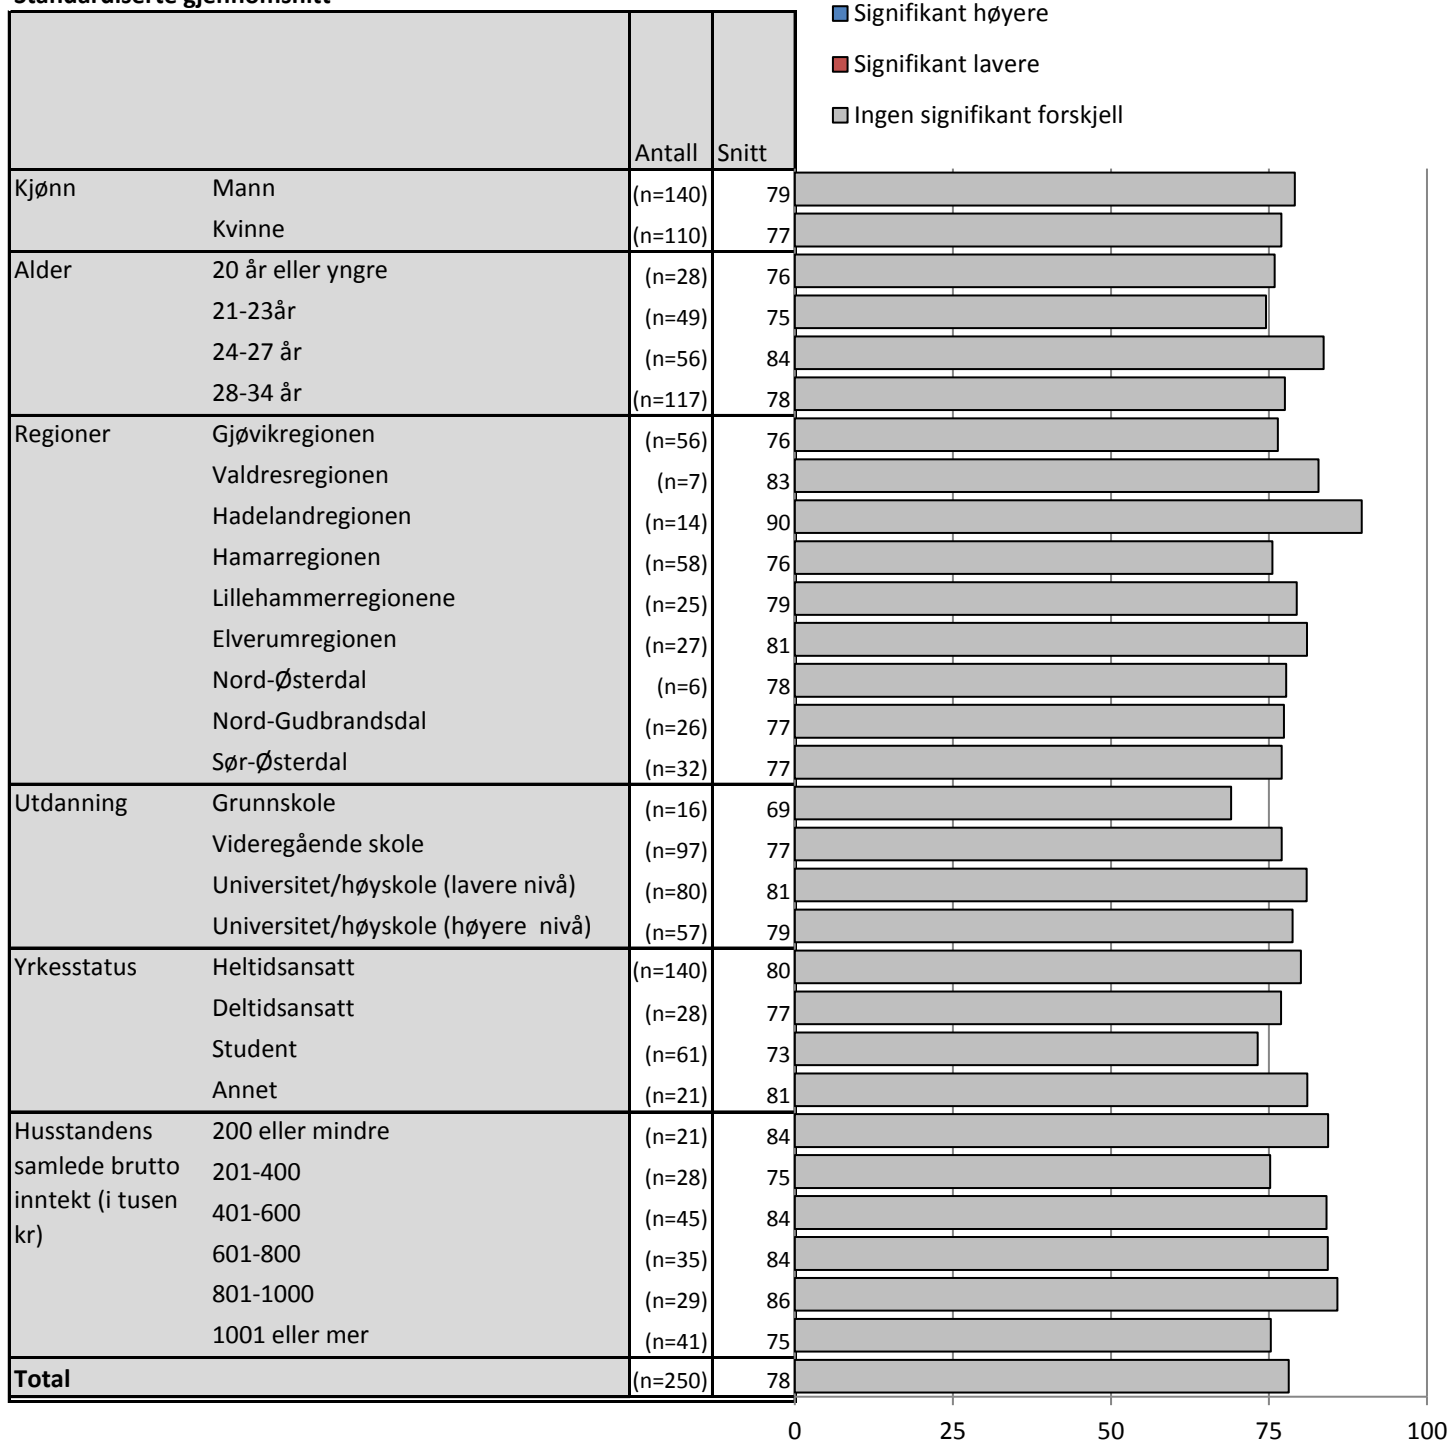 Standardiserte gjennomsnitt
Signifikant høyere
Signifikant lavere
Ingen signifikant forskjell
Antall Snitt
Kjønn Mann (n=140) 79
Kvinne (n=110) 77
Alder 20 år eller yngre (n=28) 76
21-23år (n=49) 75
24-27 år (n=56) 84
28-34 år (n=117) 78
Regioner Gjøvikregionen (n=56) 76
Valdresregionen (n=7) 83
Hadelandregionen (n=14) 90
Hamarregionen (n=58) 76
Lillehammerregionene (n=25) 79
Elverumregionen (n=27) 81
Nord-Østerdal (n=6) 78
Nord-Gudbrandsdal (n=26) 77
Sør-Østerdal (n=32) 77
Utdanning Grunnskole (n=16) 69
Videregående skole (n=97) 77
Universitet/høyskole (lavere nivå) (n=80) 81
Universitet/høyskole (høyere nivå) (n=57) 79
Yrkesstatus Heltidsansatt (n=140) 80
Deltidsansatt (n=28) 77
Student (n=61) 73
Annet (n=21) 81
Husstandens 200 eller mindre (n=21) 84
samlede brutto 201-400 (n=28) 75
inntekt (i tusen 401-600 (n=45) 84
kr) 601-800 (n=35) 84
801-1000 (n=29) 86
1001 eller mer (n=41) 75
Total (n=250) 78
0 25 50 75 100